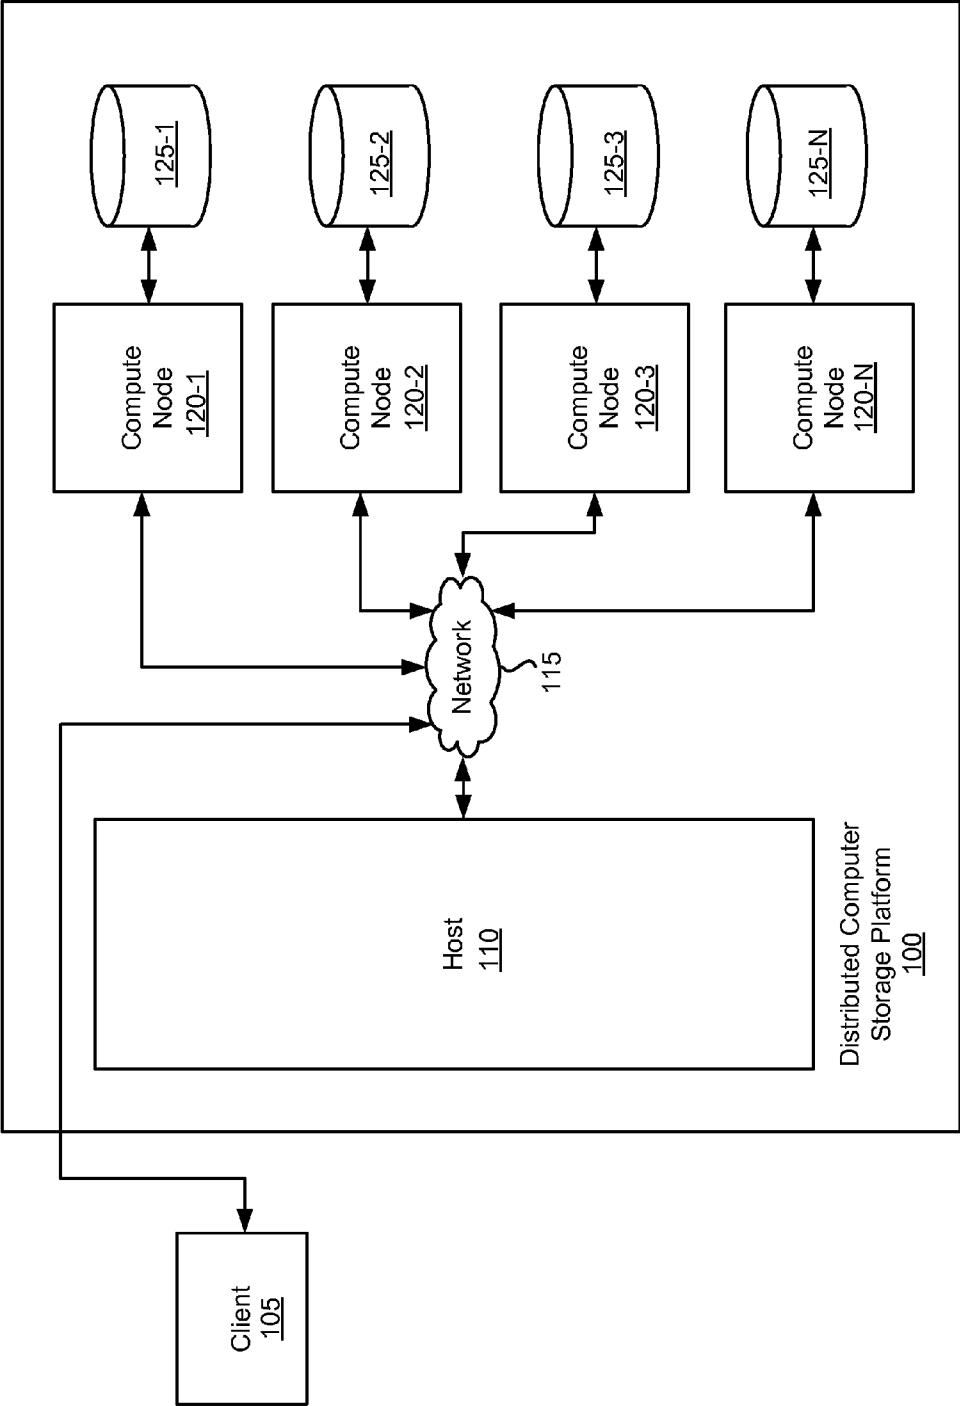 Client
105
Host
110
Distributed Computer
Storage Platform
100
Network
115
Compute
Node
120-1
Compute
Node
120-2
Compute
Node
120-3
Compute
Node
120-N
125-1
125-2
125-3
125-N